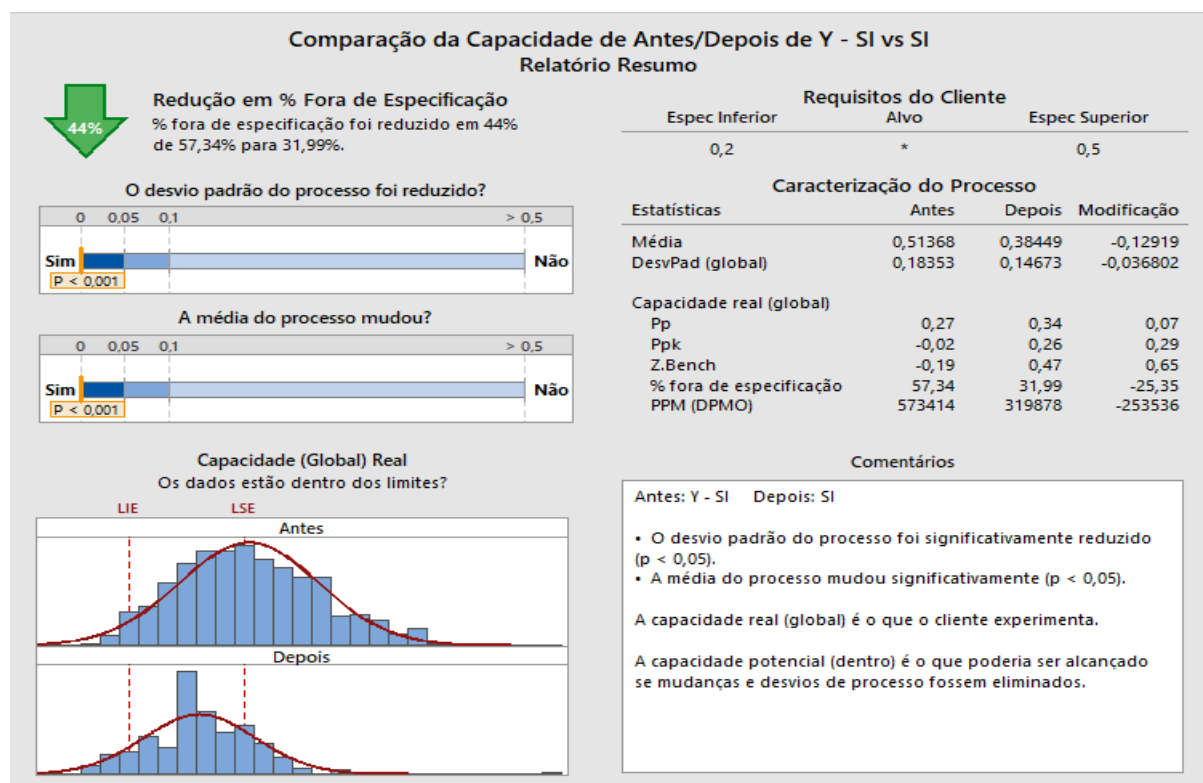 Comparação da Capacidade de Antes/Depois de Y - SI vs SI
Relatório Resumo
44%
Redução em % Fora de Especificação
% fora de especificação foi reduzido em 44%
de 57,34% para 31,99%.
O desvio padrão do processo foi reduzido?
0 0,05 0,1 > 0,5
Sim Não
P < 0,001
A média do processo mudou?
0 0,05 0,1 > 0,5
Sim Não
P < 0,001
Capacidade (Global) Real
Os dados estão dentro dos limites?
LIE LSE
Antes
Depois
Requisitos do Cliente
Espec Inferior Alvo Espec Superior
0,2 * 0,5
Caracterização do Processo
Estatísticas Antes Depois Modificação
Média 0,51368 0,38449 -0,12919
DesvPad (global) 0,18353 0,14673 -0,036802
Capacidade real (global)
Pp 0,27 0,34 0,07
Ppk -0,02 0,26 0,29
Z.Bench -0,19 0,47 0,65
% fora de especificação 57,34 31,99 -25,35
PPM (DPMO) 573414 319878 -253536
Comentários
Antes: Y - SI Depois: SI
• O desvio padrão do processo foi significativamente reduzido
(p < 0,05).
• A média do processo mudou significativamente (p < 0,05).
A capacidade real (global) é o que o cliente experimenta.
A capacidade potencial (dentro) é o que poderia ser alcançado
se mudanças e desvios de processo fossem eliminados.